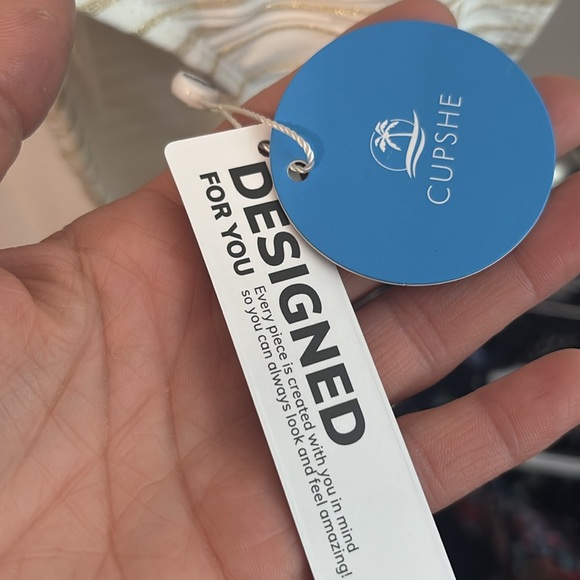 CUPSHE
DESIGNED
FOR YOU
Every piece is created with you in mind
so you can always look and feel amazing!